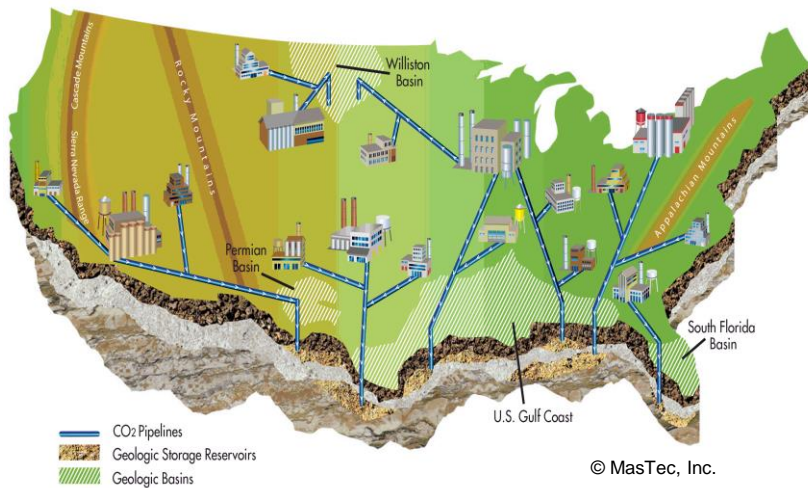 Cascade Mountains
Sierra Nevada Range
Rocky Mountains
Williston
Basin
Permian
Basin
Appalachian Mountains
South Florida
Basin
U.S. Gulf Coast
CO2 Pipelines
Geologic Storage Reservoirs
Geologic Basins
© MasTec, Inc.